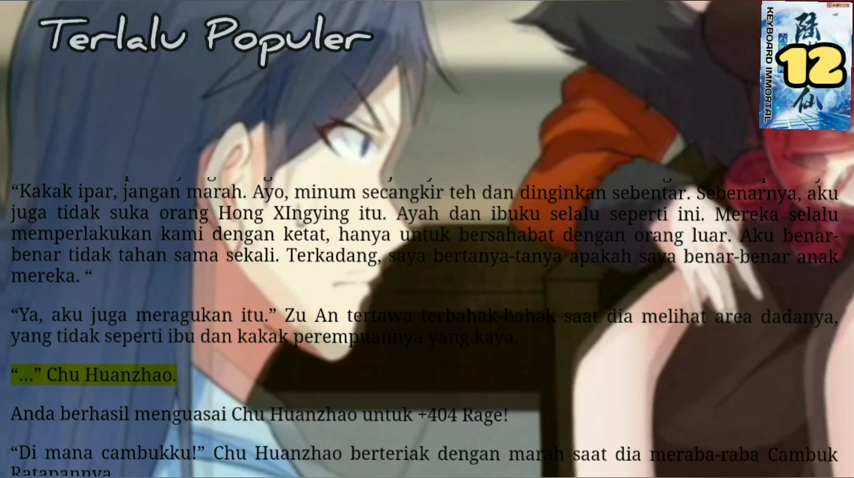 Terlalu Populer
KEYBOARD IMMORTAL
12
“Kakak ipar, jangan marah. Ayo, minum secangkir teh dan dinginkan sebentar. Sebenarnya, aku
juga tidak suka orang Hong XIngying itu. Ayah dan ibuku selalu seperti ini. Mereka selalu
memperlakukan kami dengan ketat, hanya untuk bersahabat dengan orang luar. Aku benar-
benar tidak tahan sama sekali. Terkadang, saya bertanya-tanya apakah saya benar-benar anak
mereka. “
“Ya, aku juga meragukan itu.” Zu An tertawa terbahak-bahak saat dia melihat area dadanya,
yang tidak seperti ibu dan kakak perempuannya yang kaya.
“…” Chu Huanzhao.
Anda berhasil menguasai Chu Huanzhao untuk +404 Rage!
“Di mana cambukku!” Chu Huanzhao berteriak dengan marah saat dia meraba-raba Cambuk
Ratapannya